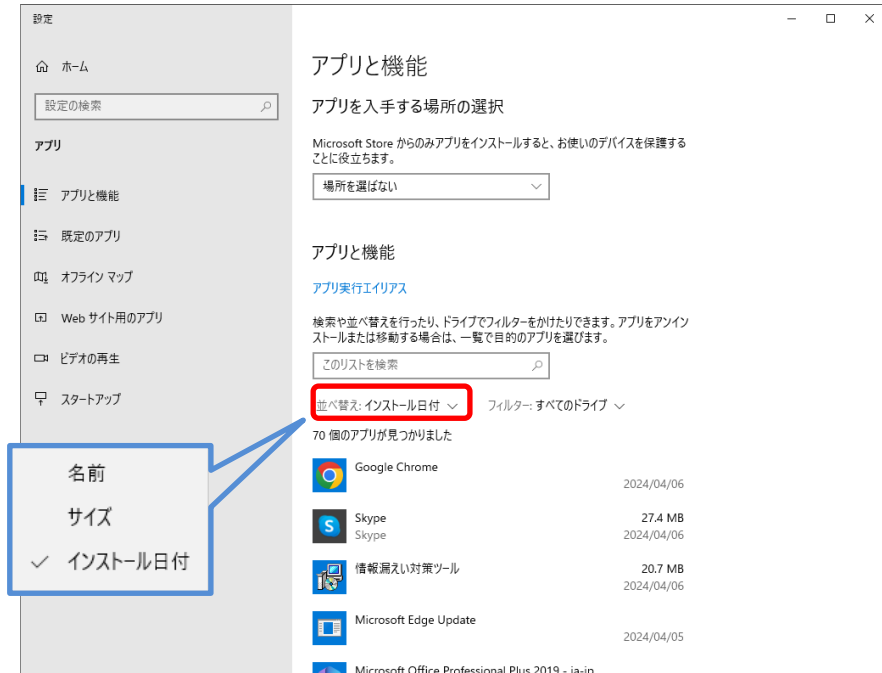 設定
ホーム
設定の検索
アプリ
アプリと機能
既定のアプリ
オフライン マップ
Web サイト用のアプリ
ビデオの再生
スタートアップ
名前
サイズ
インストール日付
アプリと機能
アプリを入手する場所の選択
Microsoft Store からのみアプリをインストールすると、お使いのデバイスを保護する
ことに役立ちます。
場所を選ばない
アプリと機能
アプリ実行エイリアス
検索や並べ替えを行ったり、ドライブでフィルターをかけたりできます。アプリをアンイン
ストールまたは移動する場合は、一覧で目的のアプリを選びます。
このリストを検索
並べ替え: インストール日付 フィルター: すべてのドライブ
70 個のアプリが見つかりました
Google Chrome
2024/04/06
Skype 27.4 MB
Skype 2024/04/06
情報漏えい対策ツール 20.7 MB
2024/04/06
Microsoft Edge Update
2024/04/05
Microsoft Office Professional Plus 2019 - ja-jp